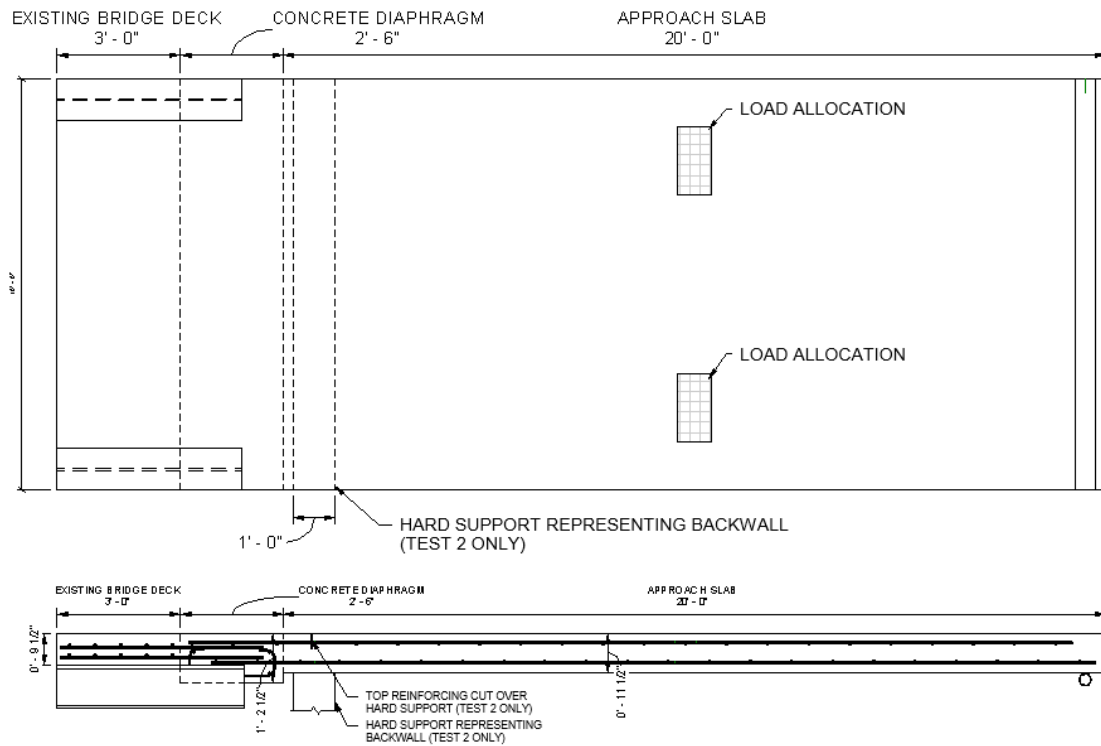 EXISTING BRIDGE DECK
CONCRETE DIAPHRAGM
APPROACH SLAB
3' - 0"
2' - 6"
20' - 0"
LOAD ALLOCATION
LOAD ALLOCATION
1' - 0"
HARD SUPPORT REPRESENTING BACKWALL
(TEST 2 ONLY)
EXISTING BRIDGE DECK
CONCRETE DIAPHRAGM
APPROACH SLAB
3' - 0"
2' - 6"
20' - 0"
0' - 9 1/2"
1' - 2 1/2"
0' - 11 1/2"
TOP REINFORCING CUT OVER
HARD SUPPORT (TEST 2 ONLY)
HARD SUPPORT REPRESENTING
BACKWALL (TEST 2 ONLY)